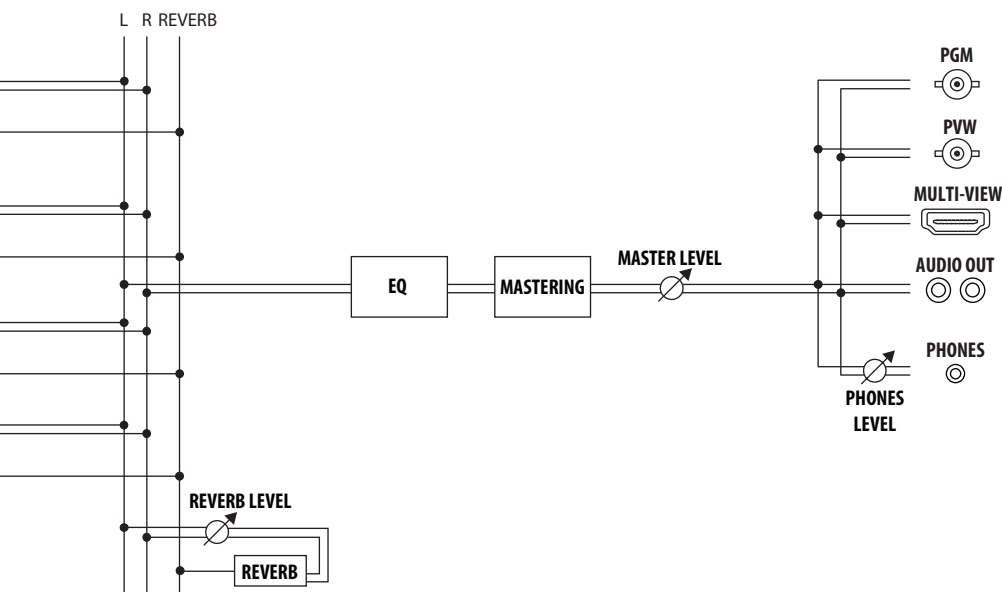 L R REVERB
PGM
PVW
MULTI-VIEW
MASTER LEVEL
AUDIO OUT
EQ
MASTERING
PHONES
PHONES
LEVEL
REVERB LEVEL
REVERB